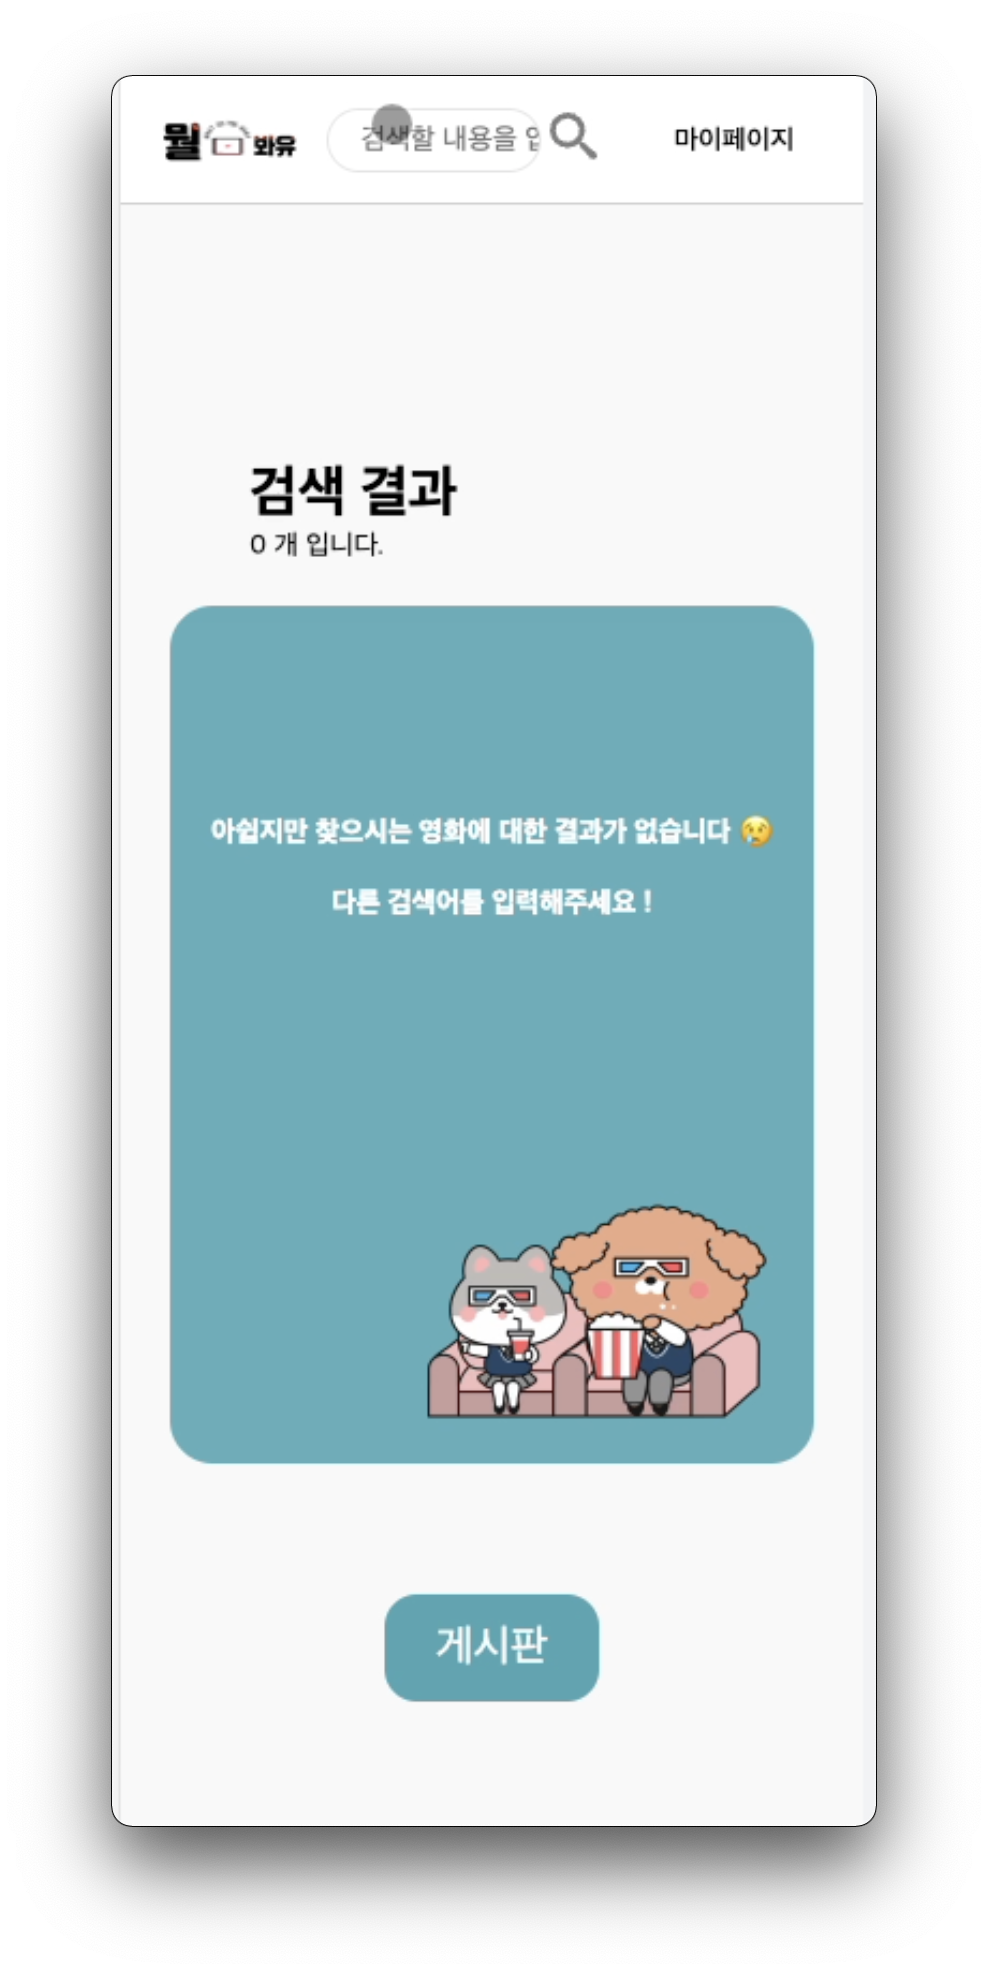 뭘 봐유
검색할 내용을
마이페이지
검색 결과
0 개 입니다.
아쉽지만 찾으시는 영화에 대한 결과가 없습니다 😢
다른 검색어를 입력해주세요 !
게시판